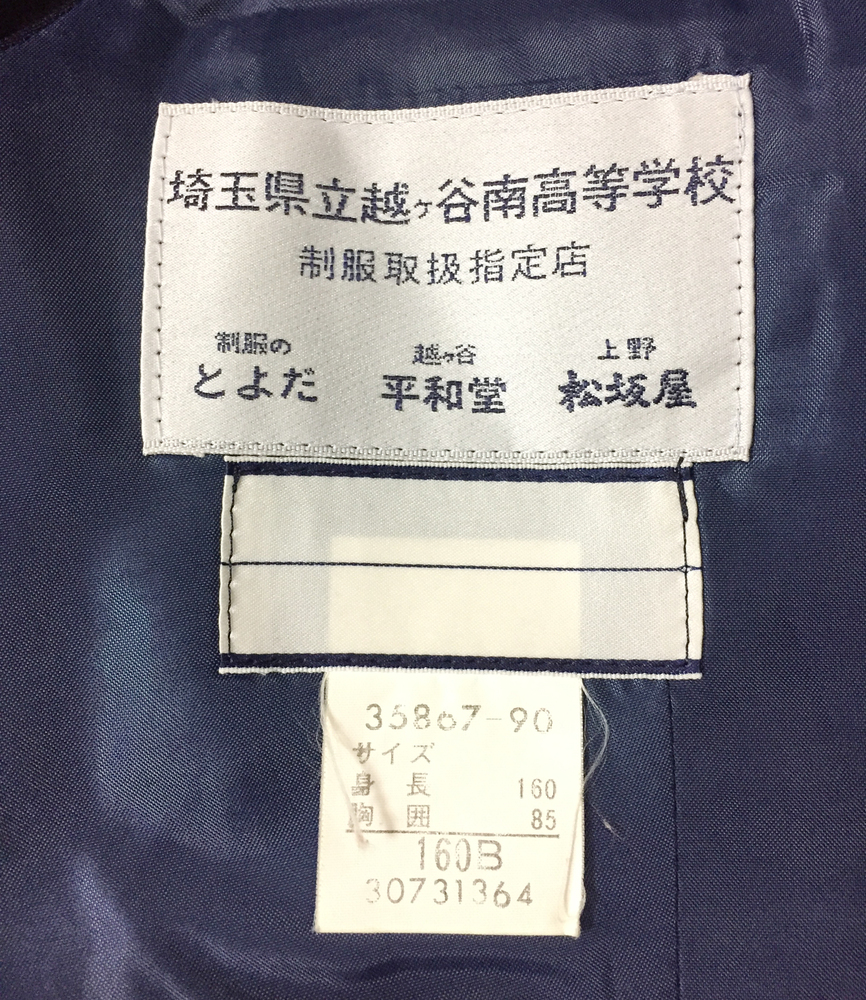 埼玉県立越ヶ谷南高等学校
制服取扱指定店
制服の 越ヶ谷 上野
とよだ 平和堂 松坂屋
35867-90
サイズ
身 長 160
胸 囲 85
160B
30731364